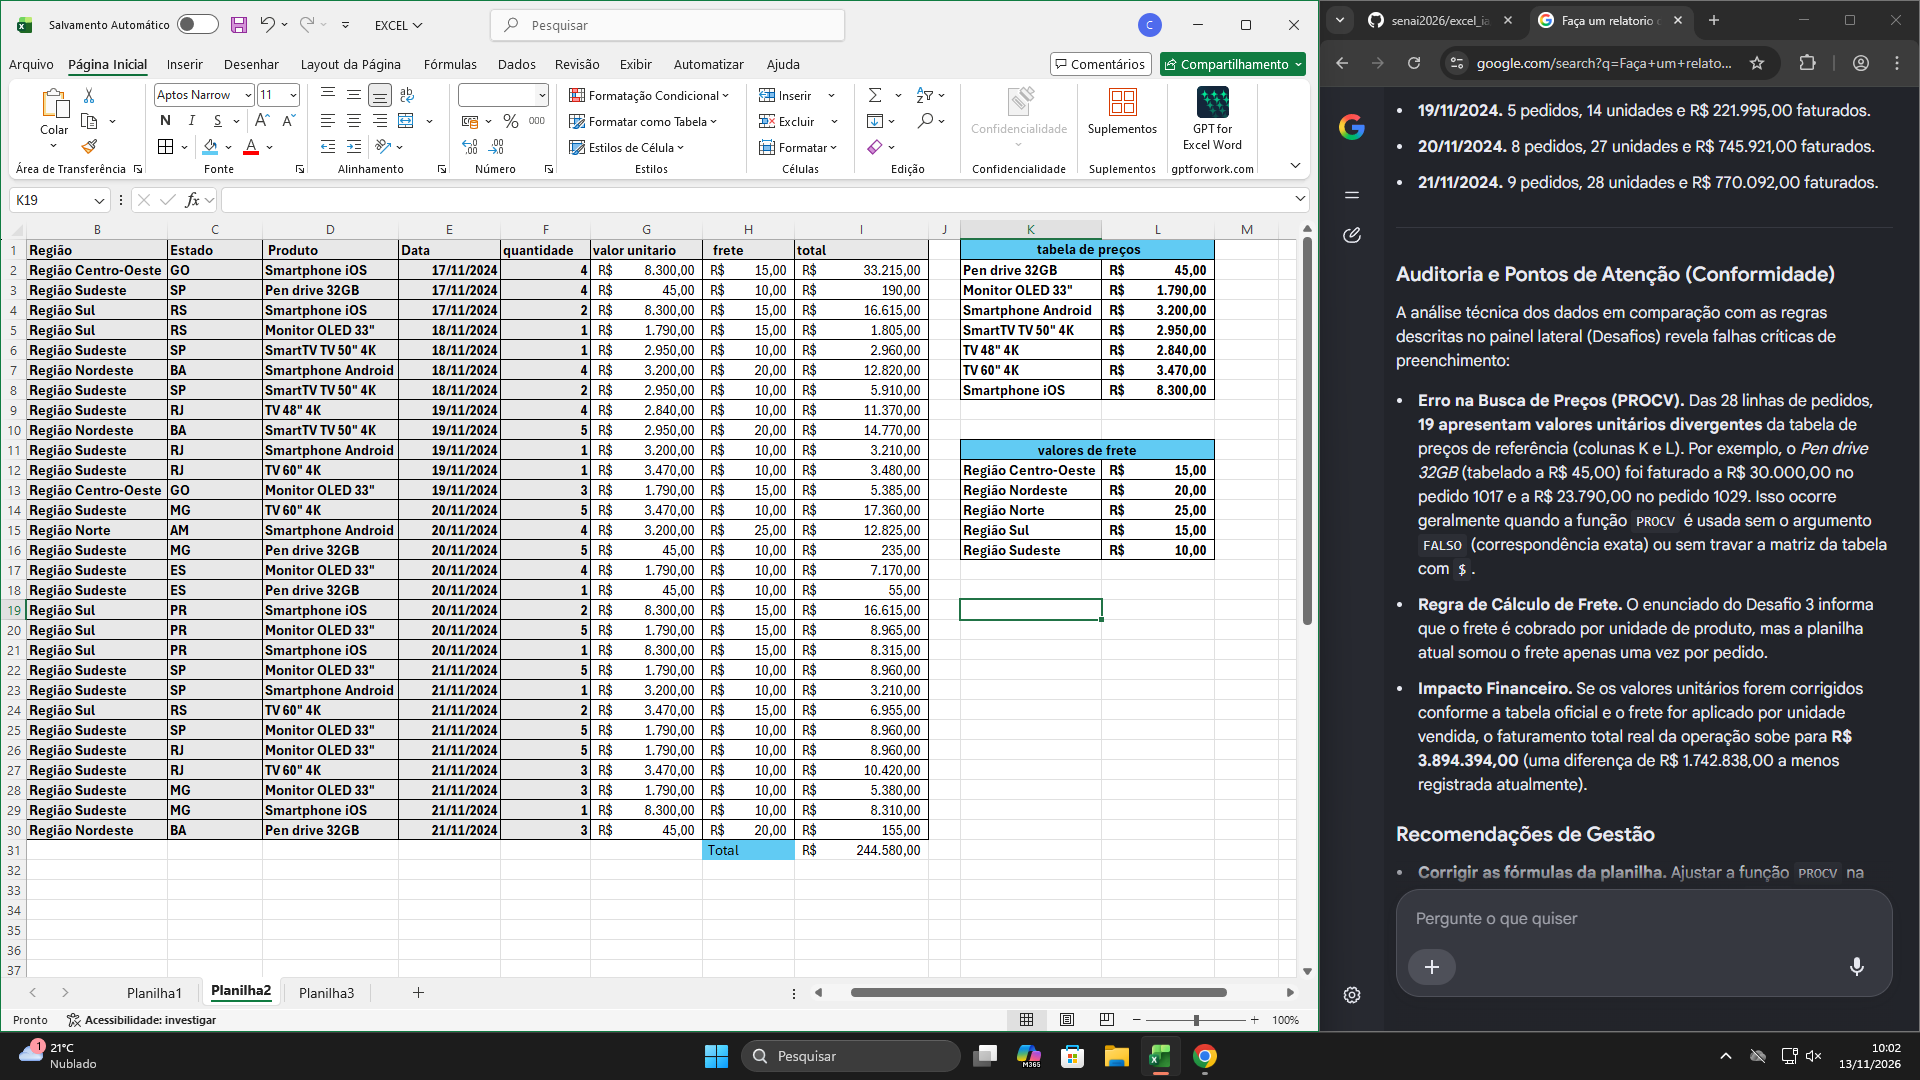 Salvamento Automático
EXCEL
Pesquisar
C
Arquivo Página Inicial Inserir Desenhar Layout da Página Fórmulas Dados Revisão Exibir Automatizar Ajuda
Comentários Compartilhamento
Colar
Área de Transferência
Aptos Narrow 11
N I S A A
A
Fonte
ab
Alinhamento
% 000
Número
Formatação Condicional
Formatar como Tabela
Estilos de Célula
Estilos
Inserir
Excluir
Formatar
Células
Edição
Confidencialidade
Confidencialidade
Suplementos
Suplementos
GPT for
Excel Word
gptforwork.com
K19
fx
B C D E F G H I J K L M
1 Região Estado Produto Data quantidade valor unitario frete total tabela de preços
2 Região Centro-Oeste GO Smartphone iOS 17/11/2024 4 R$ 8.300,00 R$ 15,00 R$ 33.215,00 Pen drive 32GB R$ 45,00
3 Região Sudeste SP Pen drive 32GB 17/11/2024 4 R$ 45,00 R$ 10,00 R$ 190,00 Monitor OLED 33" R$ 1.790,00
4 Região Sul RS Smartphone iOS 17/11/2024 2 R$ 8.300,00 R$ 15,00 R$ 16.615,00 Smartphone Android R$ 3.200,00
5 Região Sul RS Monitor OLED 33" 18/11/2024 1 R$ 1.790,00 R$ 15,00 R$ 1.805,00 SmartTV TV 50" 4K R$ 2.950,00
6 Região Sudeste SP SmartTV TV 50" 4K 18/11/2024 1 R$ 2.950,00 R$ 10,00 R$ 2.960,00 TV 48" 4K R$ 2.840,00
7 Região Nordeste BA Smartphone Android 18/11/2024 4 R$ 3.200,00 R$ 20,00 R$ 12.820,00 TV 60" 4K R$ 3.470,00
8 Região Sudeste SP SmartTV TV 50" 4K 18/11/2024 2 R$ 2.950,00 R$ 10,00 R$ 5.910,00 Smartphone iOS R$ 8.300,00
9 Região Sudeste RJ TV 48" 4K 19/11/2024 4 R$ 2.840,00 R$ 10,00 R$ 11.370,00
10 Região Nordeste BA SmartTV TV 50" 4K 19/11/2024 5 R$ 2.950,00 R$ 20,00 R$ 14.770,00
11 Região Sudeste RJ Smartphone Android 19/11/2024 1 R$ 3.200,00 R$ 10,00 R$ 3.210,00 valores de frete
12 Região Sudeste RJ TV 60" 4K 19/11/2024 1 R$ 3.470,00 R$ 10,00 R$ 3.480,00 Região Centro-Oeste R$ 15,00
13 Região Centro-Oeste GO Monitor OLED 33" 19/11/2024 3 R$ 1.790,00 R$ 15,00 R$ 5.385,00 Região Nordeste R$ 20,00
14 Região Sudeste MG TV 60" 4K 20/11/2024 5 R$ 3.470,00 R$ 10,00 R$ 17.360,00 Região Norte R$ 25,00
15 Região Norte AM Smartphone Android 20/11/2024 4 R$ 3.200,00 R$ 25,00 R$ 12.825,00 Região Sul R$ 15,00
16 Região Sudeste MG Pen drive 32GB 20/11/2024 5 R$ 45,00 R$ 10,00 R$ 235,00 Região Sudeste R$ 10,00
17 Região Sudeste ES Monitor OLED 33" 20/11/2024 4 R$ 1.790,00 R$ 10,00 R$ 7.170,00
18 Região Sudeste ES Pen drive 32GB 20/11/2024 1 R$ 45,00 R$ 10,00 R$ 55,00
19 Região Sul PR Smartphone iOS 20/11/2024 2 R$ 8.300,00 R$ 15,00 R$ 16.615,00
20 Região Sul PR Monitor OLED 33" 20/11/2024 5 R$ 1.790,00 R$ 15,00 R$ 8.965,00
21 Região Sul PR Smartphone iOS 20/11/2024 1 R$ 8.300,00 R$ 15,00 R$ 8.315,00
22 Região Sudeste SP Monitor OLED 33" 21/11/2024 5 R$ 1.790,00 R$ 10,00 R$ 8.960,00
23 Região Sudeste SP Smartphone Android 21/11/2024 1 R$ 3.200,00 R$ 10,00 R$ 3.210,00
24 Região Sul RS TV 60" 4K 21/11/2024 2 R$ 3.470,00 R$ 15,00 R$ 6.955,00
25 Região Sudeste SP Monitor OLED 33" 21/11/2024 5 R$ 1.790,00 R$ 10,00 R$ 8.960,00
26 Região Sudeste RJ Monitor OLED 33" 21/11/2024 5 R$ 1.790,00 R$ 10,00 R$ 8.960,00
27 Região Sudeste RJ TV 60" 4K 21/11/2024 3 R$ 3.470,00 R$ 10,00 R$ 10.420,00
28 Região Sudeste MG Monitor OLED 33" 21/11/2024 3 R$ 1.790,00 R$ 10,00 R$ 5.380,00
29 Região Sudeste MG Smartphone iOS 21/11/2024 1 R$ 8.300,00 R$ 10,00 R$ 8.310,00
30 Região Nordeste BA Pen drive 32GB 21/11/2024 3 R$ 45,00 R$ 20,00 R$ 155,00
31 Total R$ 244.580,00
32
33
34
35
36
37
Planilha1 Planilha2 Planilha3
Pronto Acessibilidade: investigar
100%
senai2026/excel_ia
Faça um relatorio
google.com/search?q=Faça+um+relato...
• 19/11/2024. 5 pedidos, 14 unidades e R$ 221.995,00 faturados.
• 20/11/2024. 8 pedidos, 27 unidades e R$ 745.921,00 faturados.
• 21/11/2024. 9 pedidos, 28 unidades e R$ 770.092,00 faturados.
Auditoria e Pontos de Atenção (Conformidade)
A análise técnica dos dados em comparação com as regras
descritas no painel lateral (Desafios) revela falhas críticas de
preenchimento:
• Erro na Busca de Preços (PROCV). Das 28 linhas de pedidos,
19 apresentam valores unitários divergentes da tabela de
preços de referência (colunas K e L). Por exemplo, o Pen drive
32GB (tabelado a R$ 45,00) foi faturado a R$ 30.000,00 no
pedido 1017 e a R$ 23.790,00 no pedido 1029. Isso ocorre
geralmente quando a função PROCV é usada sem o argumento
FALSO (correspondência exata) ou sem travar a matriz da tabela
com $ .
• Regra de Cálculo de Frete. O enunciado do Desafio 3 informa
que o frete é cobrado por unidade de produto, mas a planilha
atual somou o frete apenas uma vez por pedido.
• Impacto Financeiro. Se os valores unitários forem corrigidos
conforme a tabela oficial e o frete for aplicado por unidade
vendida, o faturamento total real da operação sobe para R$
3.894.394,00 (uma diferença de R$ 1.742.838,00 a menos
registrada atualmente).
Recomendações de Gestão
• Corrigir as fórmulas da planilha. Ajustar a função PROCV na
Pergunte o que quiser
1
21°C
Nublado
Pesquisar
M365
10:02
13/11/2026